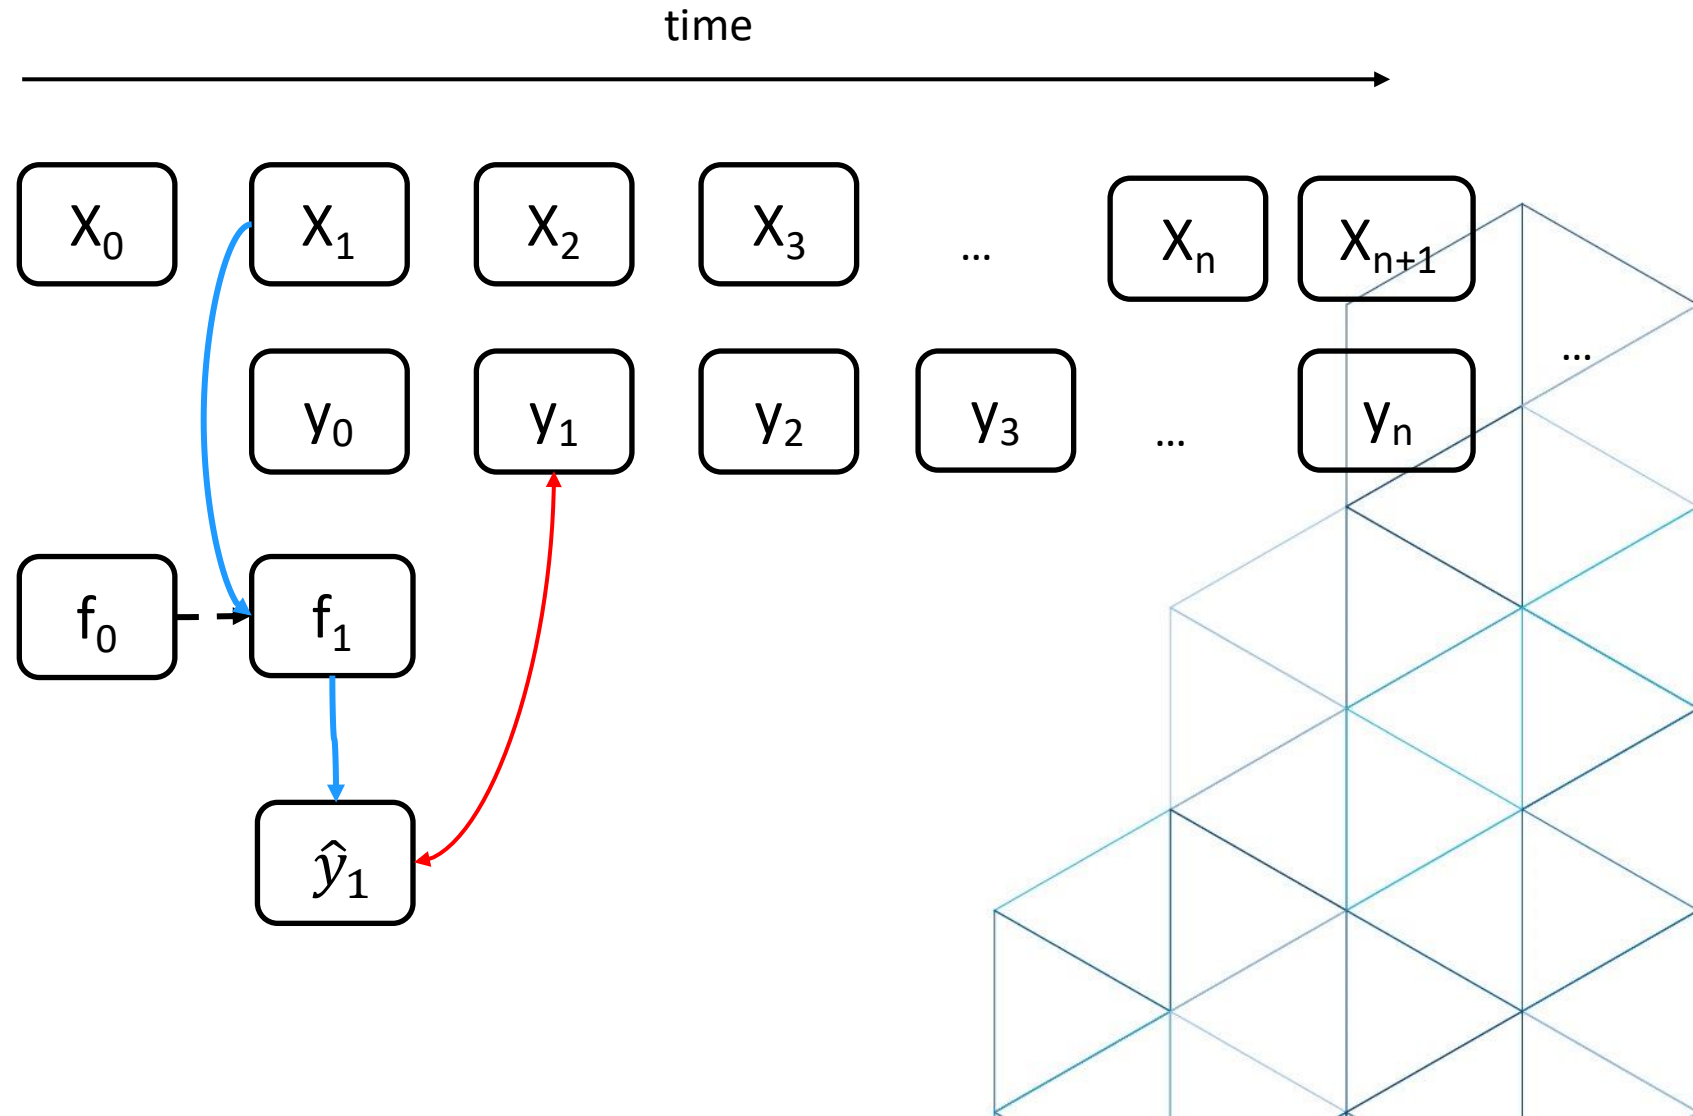 time
X₀ X₁ X₂ X₃ ... Xₙ Xₙ₊₁
y₀ y₁ y₂ y₃ ... yₙ ...
f₀ f₁
ŷ₁